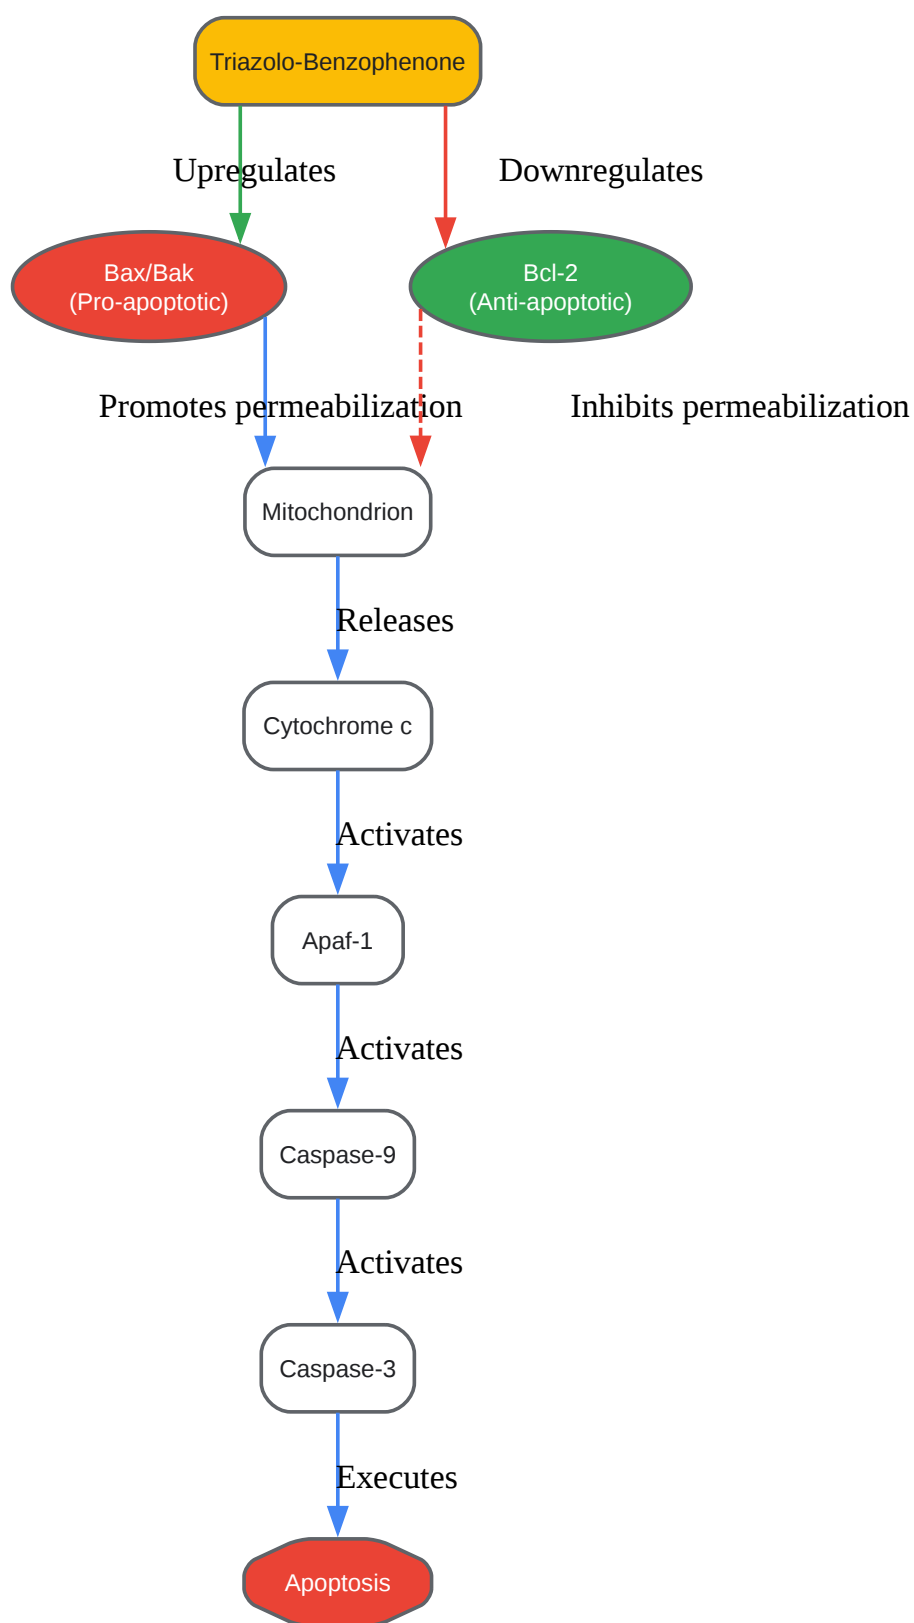 Triazolo-Benzophenone
Upregulates
Downregulates
Bax/Bak
(Pro-apoptotic)
Bcl-2
(Anti-apoptotic)
Promotes permeabilization
Inhibits permeabilization
Mitochondrion
Releases
Cytochrome c
Activates
Apaf-1
Activates
Caspase-9
Activates
Caspase-3
Executes
Apoptosis